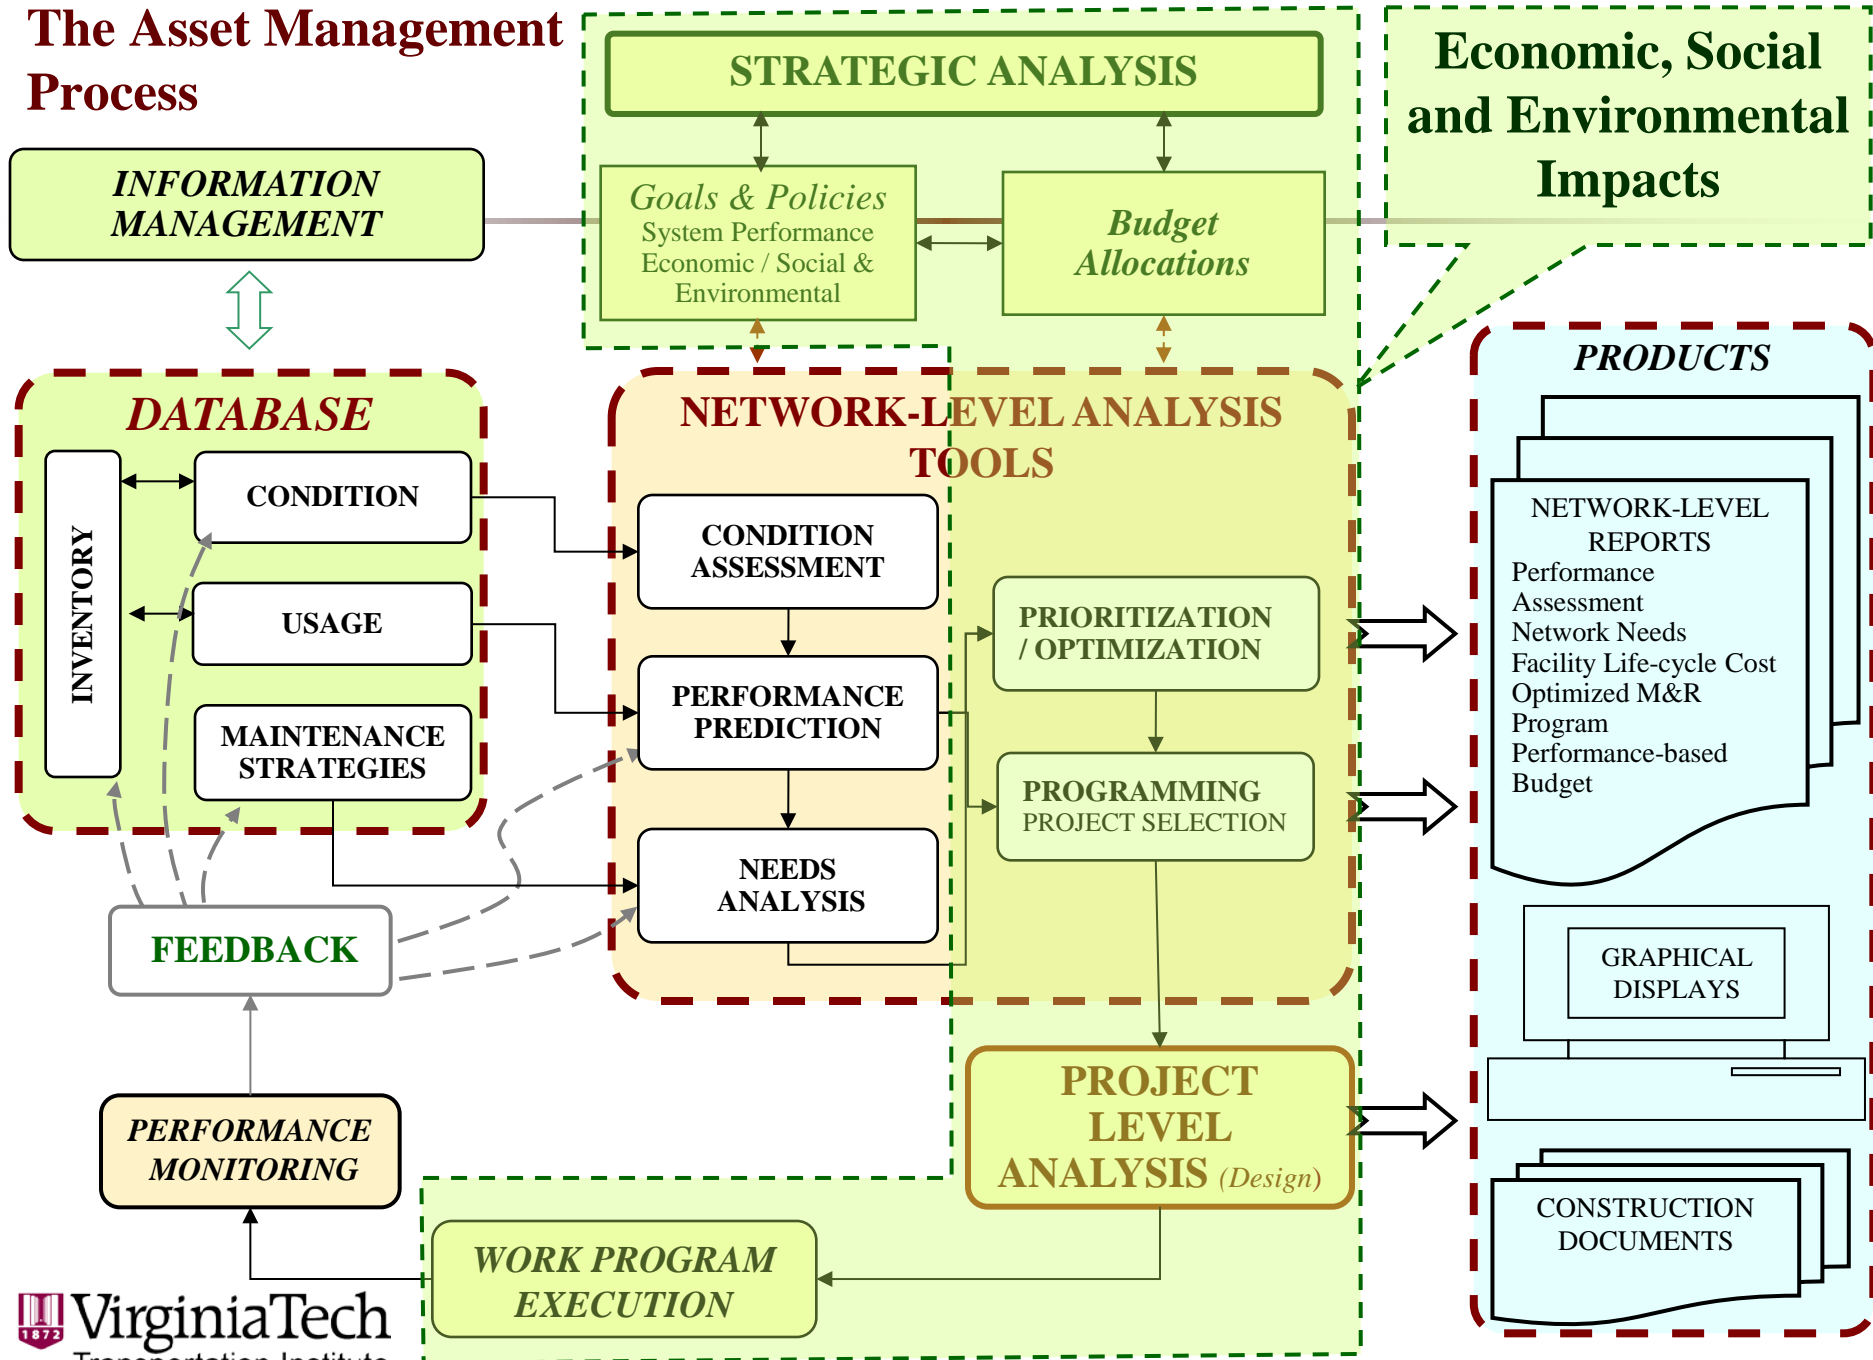 The Asset Management
Process
STRATEGIC ANALYSIS
Economic, Social
and Environmental
Impacts
INFORMATION
MANAGEMENT
Goals & Policies
System Performance
Economic / Social &
Environmental
Budget
Allocations
DATABASE
INVENTORY
CONDITION
USAGE
MAINTENANCE
STRATEGIES
NETWORK-LEVEL ANALYSIS
TOOLS
CONDITION
ASSESSMENT
PERFORMANCE
PREDICTION
NEEDS
ANALYSIS
PRIORITIZATION
/ OPTIMIZATION
PROGRAMMING
PROJECT SELECTION
PRODUCTS
NETWORK-LEVEL
REPORTS
Performance
Assessment
Network Needs
Facility Life-cycle Cost
Optimized M&R
Program
Performance-based
Budget
GRAPHICAL
DISPLAYS
CONSTRUCTION
DOCUMENTS
FEEDBACK
PERFORMANCE
MONITORING
PROJECT
LEVEL
ANALYSIS (Design)
WORK PROGRAM
EXECUTION
1872
VirginiaTech
Transportation Institute